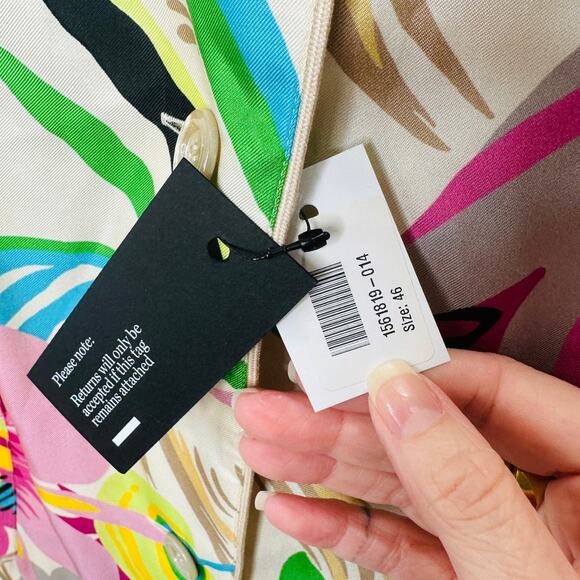 Please note:
Returns will only be
accepted if this tag
remains attached
1561819-014
Size: 46